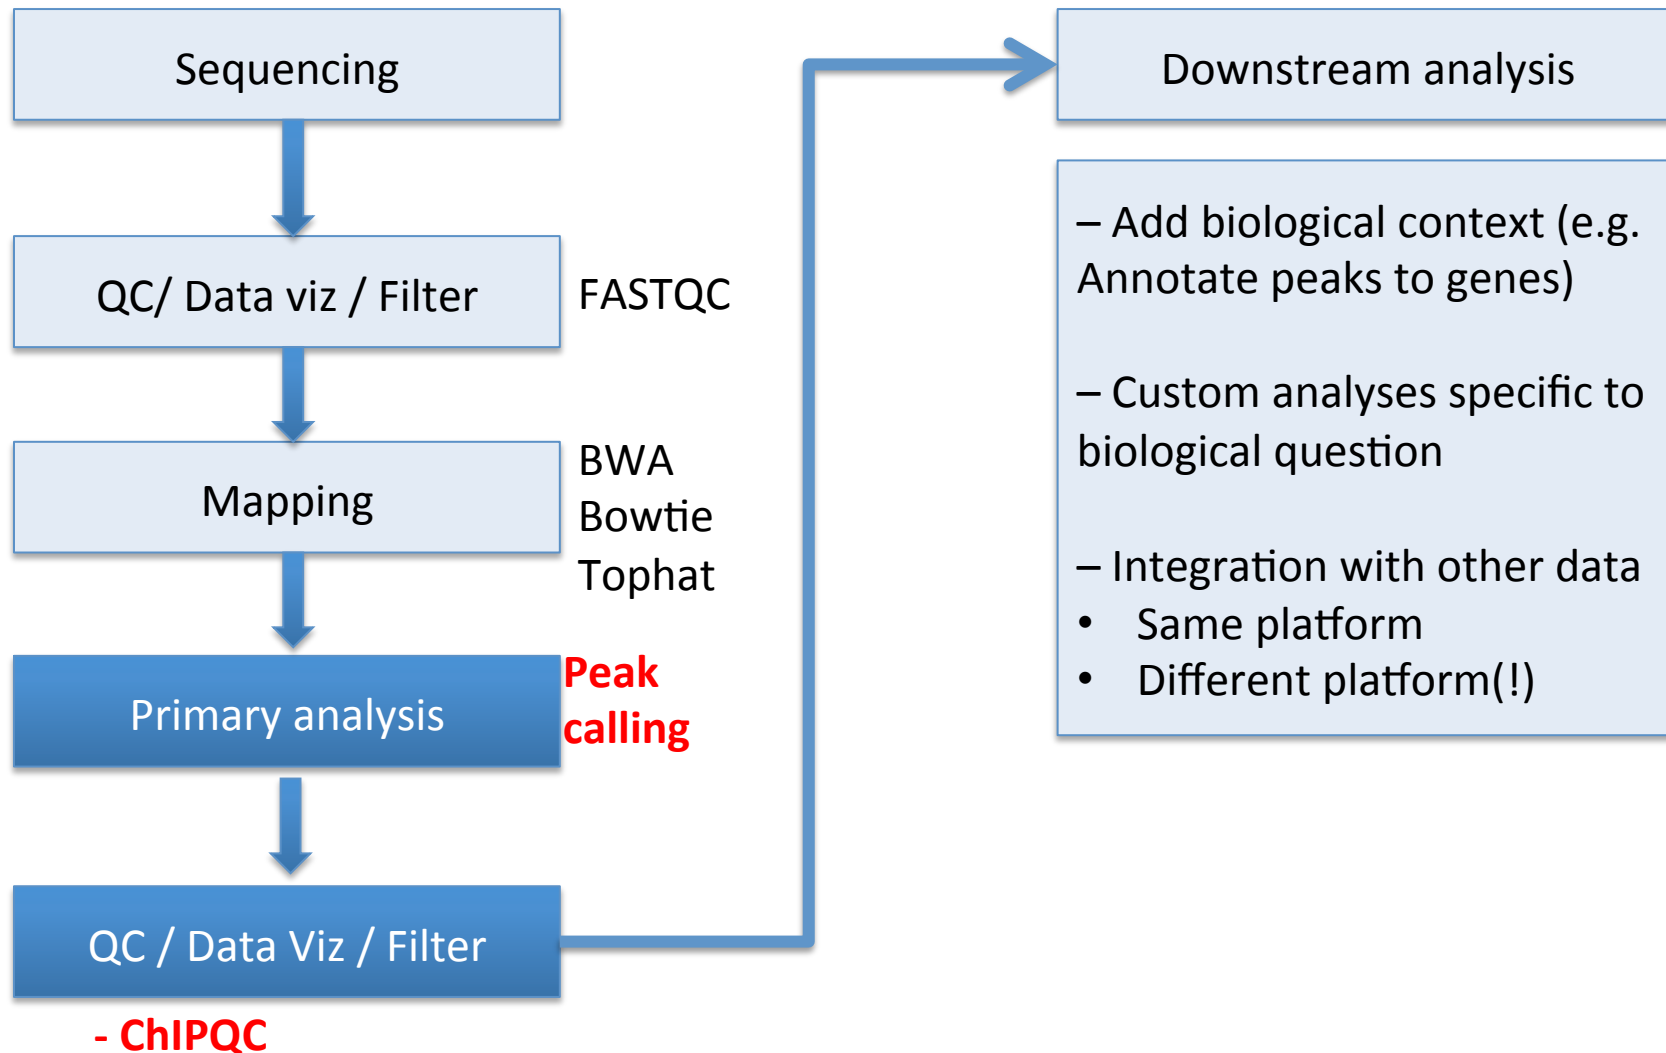 Sequencing
QC/ Data viz / Filter
FASTQC
Mapping
BWA
Bowtie
Tophat
Primary analysis
Peak
calling
QC / Data Viz / Filter
- ChIPQC
Downstream analysis
– Add biological context (e.g.
Annotate peaks to genes)
– Custom analyses specific to
biological question
– Integration with other data
• Same platform
• Different platform(!)